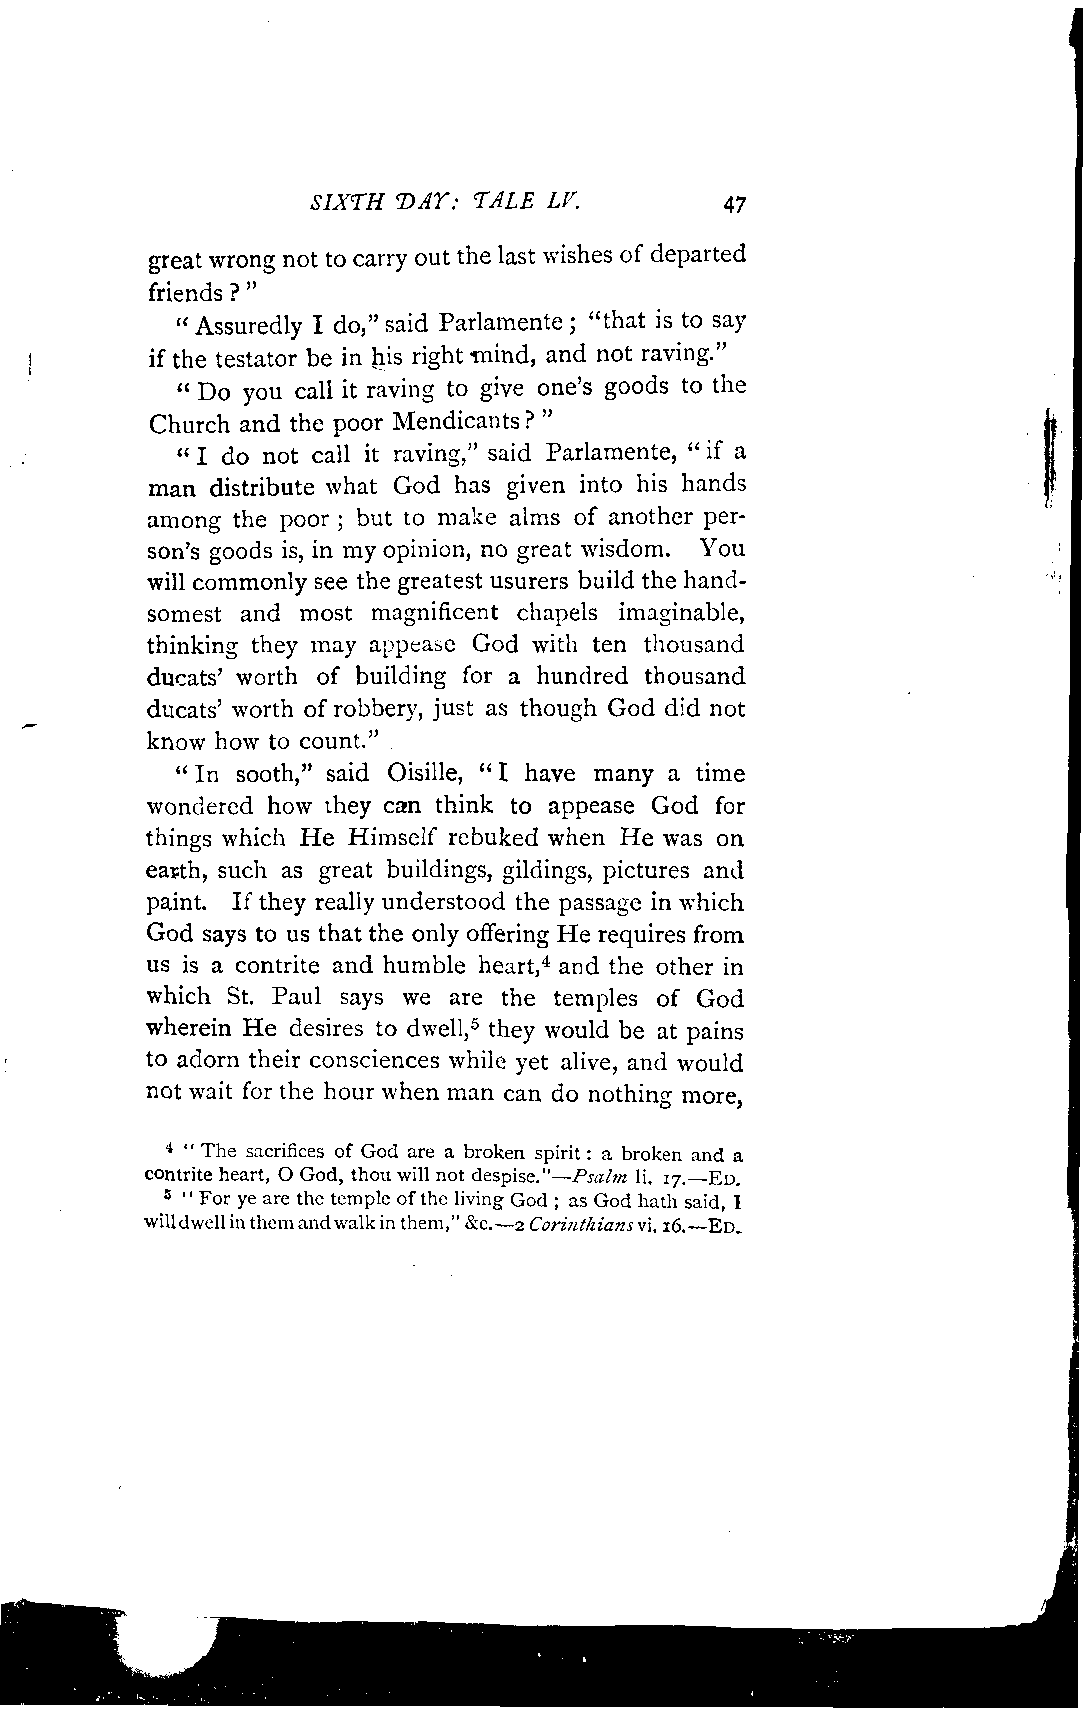 SIXTH DAY: TALE LV. 47
great wrong not to carry out the last wishes of departed
friends ? "
" Assuredly I do," said Parlamente ; "that is to say
if the testator be in his right mind, and not raving."
" Do you call it raving to give one's goods to the
Church and the poor Mendicants ? "
" I do not call it raving," said Parlamente, " if a
man distribute what God has given into his hands
among the poor ; but to make alms of another per-
son's goods is, in my opinion, no great wisdom. You
will commonly see the greatest usurers build the hand-
somest and most magnificent chapels imaginable,
thinking they may appease God with ten thousand
ducats' worth of building for a hundred thousand
ducats' worth of robbery, just as though God did not
know how to count."
" In sooth," said Oisille, " I have many a time
wondered how they can think to appease God for
things which He Himself rebuked when He was on
earth, such as great buildings, gildings, pictures and
paint. If they really understood the passage in which
God says to us that the only offering He requires from
us is a contrite and humble heart,⁴ and the other in
which St. Paul says we are the temples of God
wherein He desires to dwell,⁵ they would be at pains
to adorn their consciences while yet alive, and would
not wait for the hour when man can do nothing more,
⁴ " The sacrifices of God are a broken spirit : a broken and a
contrite heart, O God, thou will not despise."—Psalm li. 17.—ED.
⁵ " For ye are the temple of the living God ; as God hath said, I
will dwell in them and walk in them," &c.—2 Corinthians vi. 16.—ED.